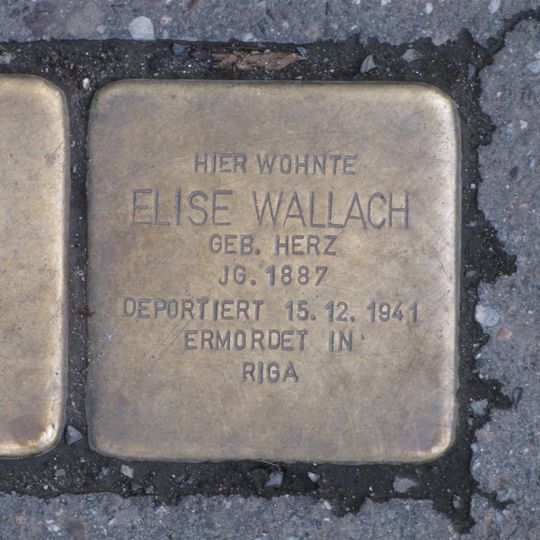 HIER WOHNTE
ELISE WALLACH
GEB. HERZ
JG. 1887
DEPORTIERT 15.12.1941
ERMORDET IN
RIGA